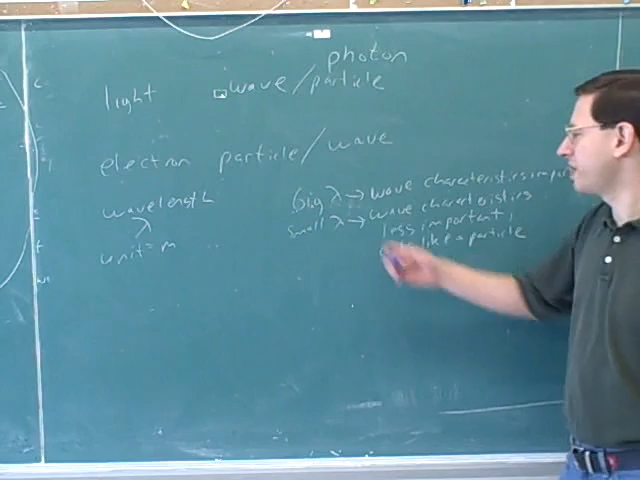 photon
light wave/particle
electron particle/wave
wavelength
λ
unit = m
big λ → wave characteristics
small λ → wave characteristics
less important,
like a particle